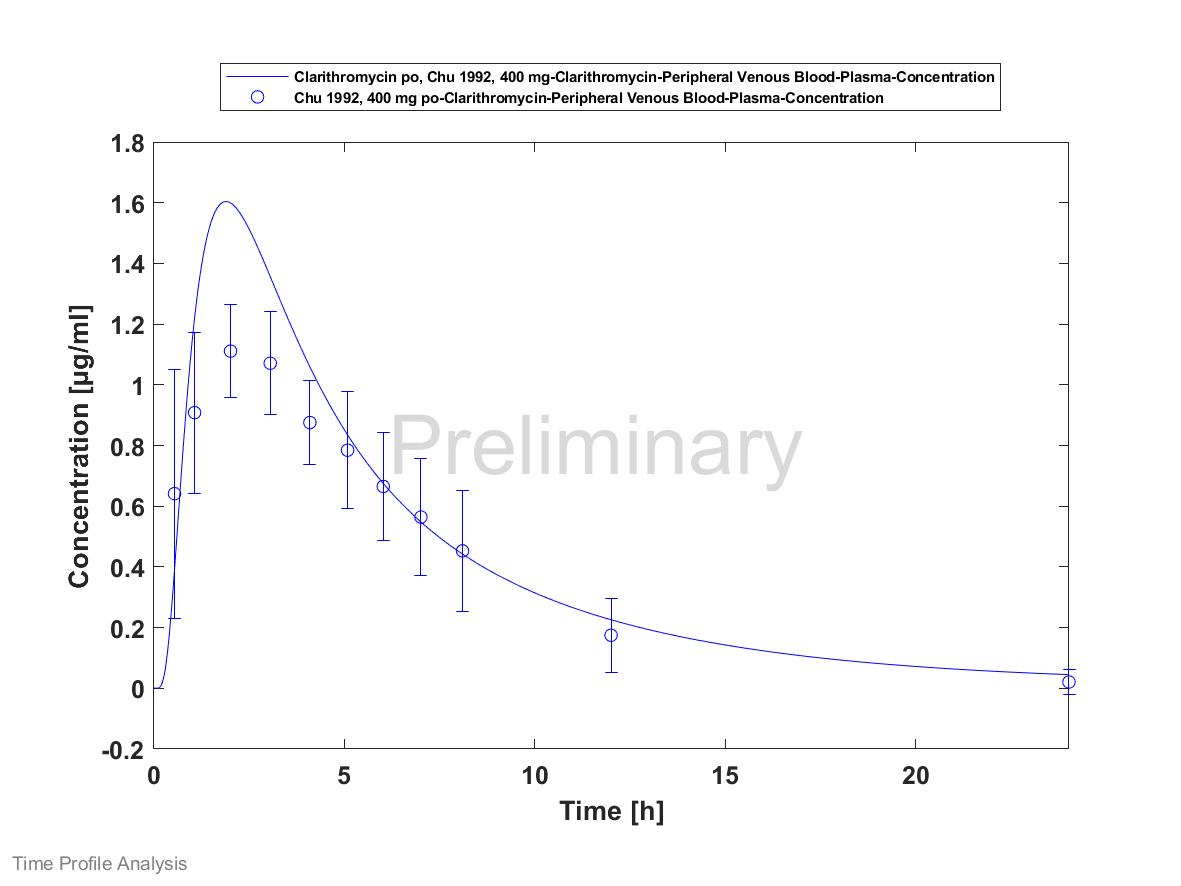 Clarithromycin po, Chu 1992, 400 mg-Clarithromycin-Peripheral Venous Blood-Plasma-Concentration
Chu 1992, 400 mg po-Clarithromycin-Peripheral Venous Blood-Plasma-Concentration
1.8
1.6
1.4
1.2
1
0.8
0.6
0.4
0.2
0
-0.2
Concentration [µg/ml]
Preliminary
0 5 10 15 20
Time [h]
Time Profile Analysis